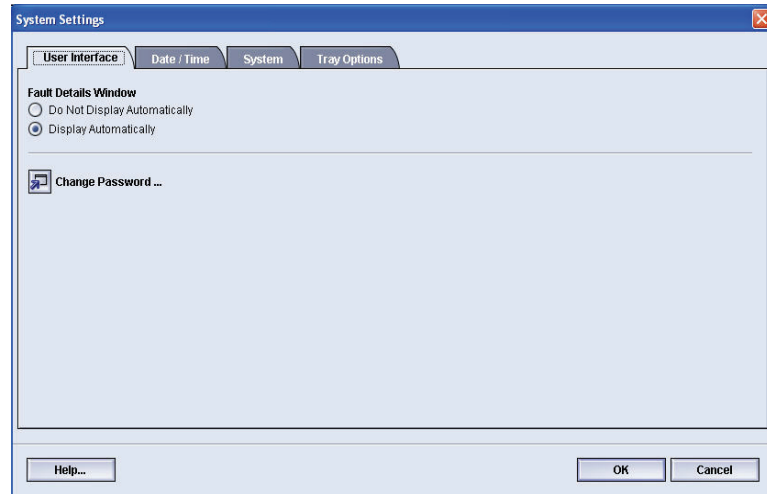 System Settings
User Interface Date / Time System Tray Options
Fault Details Window
Do Not Display Automatically
Display Automatically
Change Password ...
Help... OK Cancel